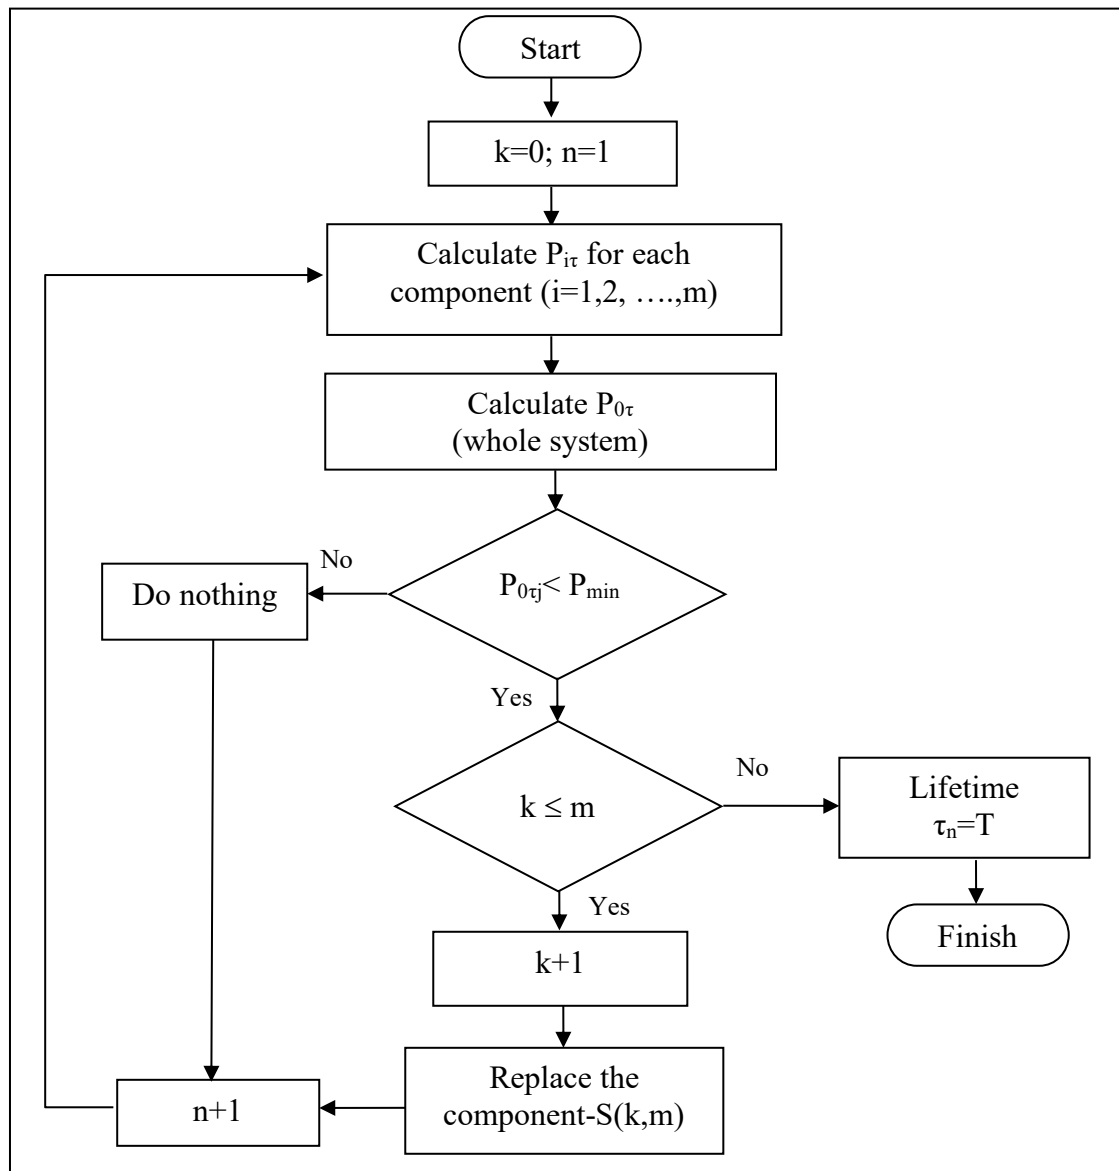 Start
k=0; n=1
Calculate Piτ for each
component (i=1,2, ….,m)
Calculate P0τ
(whole system)
No
Do nothing
P0τj< Pmin
Yes
k ≤ m
No
Lifetime
τn=T
Yes
Finish
k+1
Replace the
component-S(k,m)
n+1